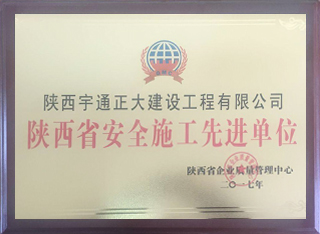 陕西宇通正大建设工程有限公司
陕西省安全施工先进单位
陕西省企业质量管理中心
二〇一七年